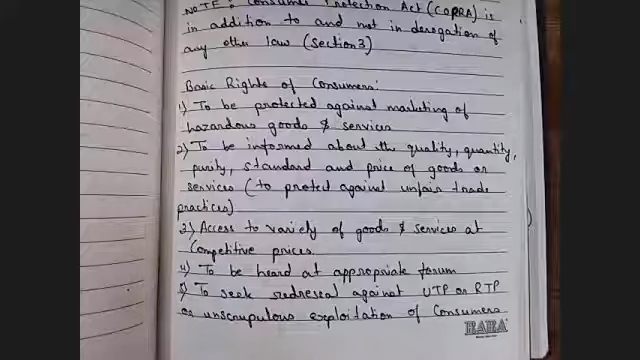 NOTE : Consumer Protection Act (COPRA) is
in addition to and not in derogation of
any other law (Section 3)
Basic Rights of Consumers:
1) To be protected against marketing of
hazardous goods & services
2) To be informed about the quality, quantity,
purity, standard and price of goods or
services (to protect against unfair trade
practices)
3) Access to variety of goods & services at
Competitive prices.
4) To be heard at appropriate forum
5) To seek redressal against UTP or RTP
or unscrupulous exploitation of Consumers